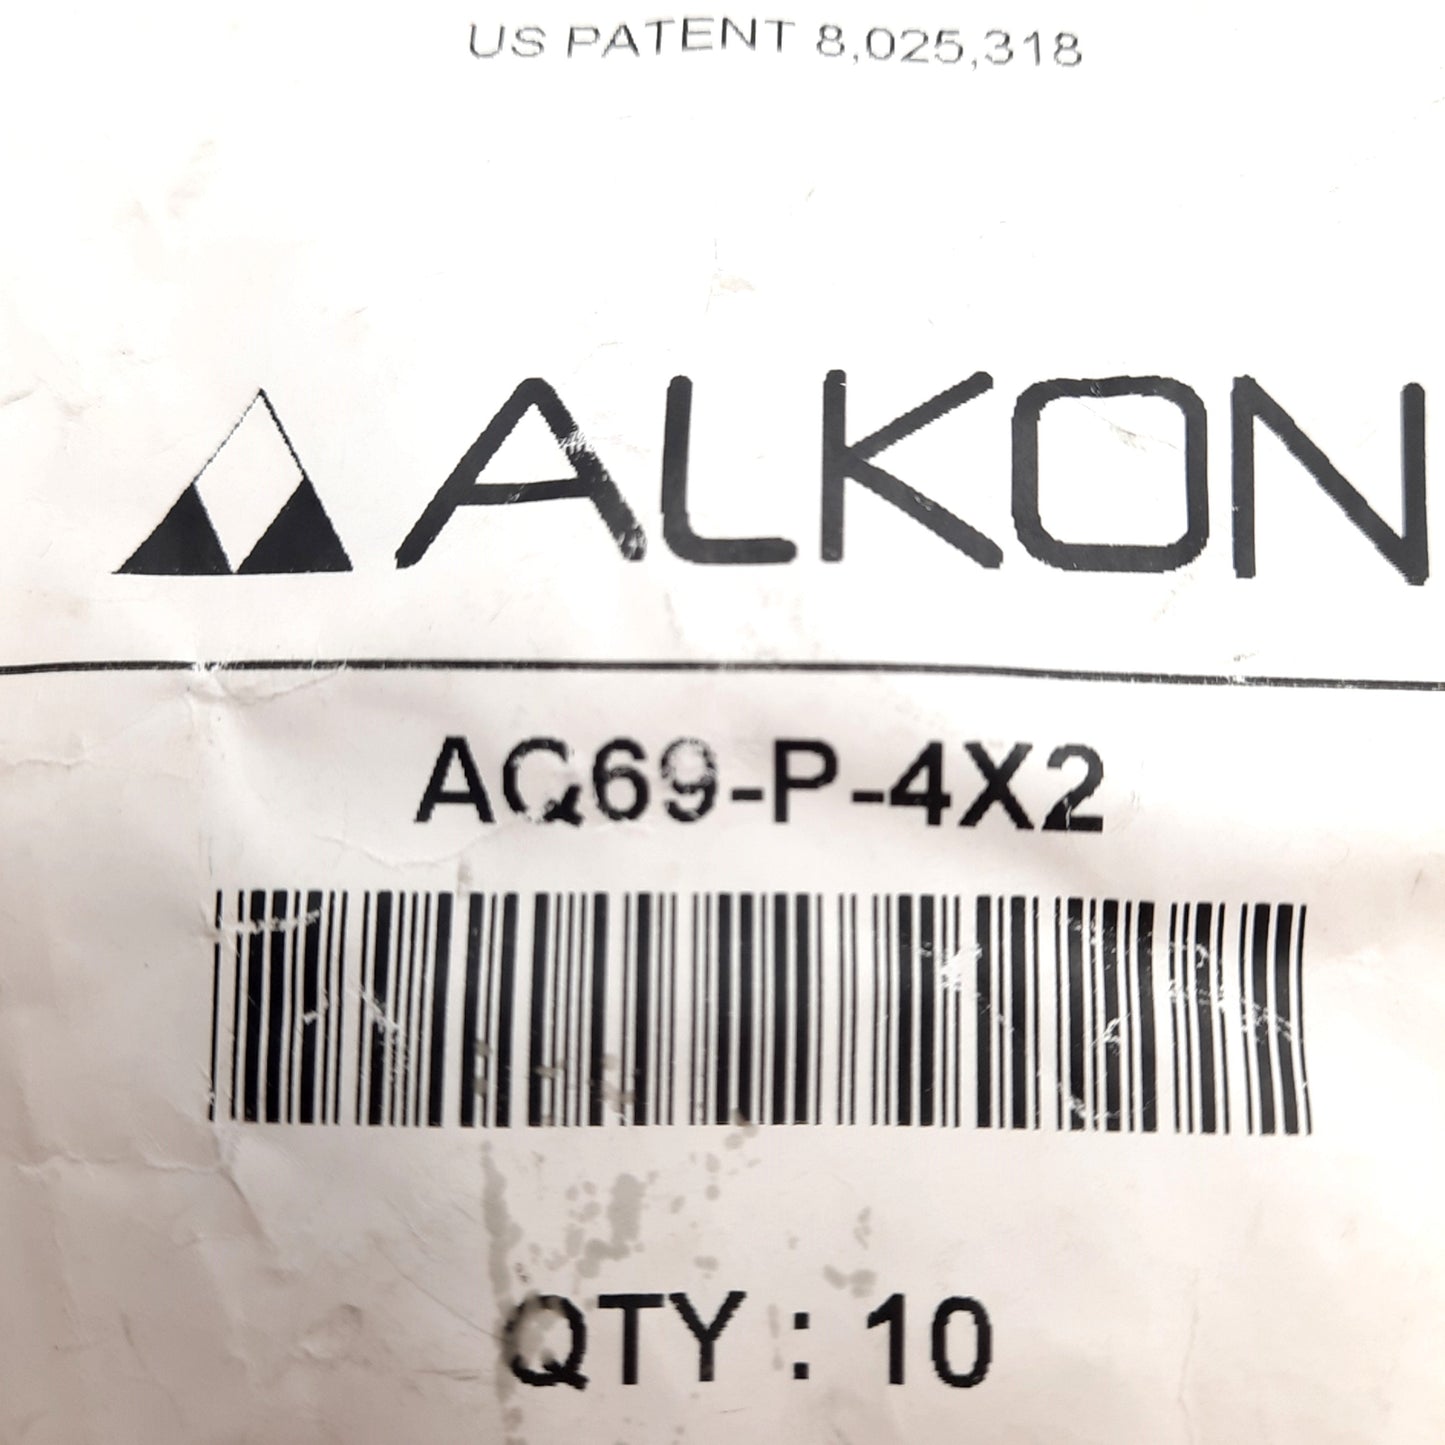 US PATENT 8,025,318
ALKON
AQ69-P-4X2
QTY : 10